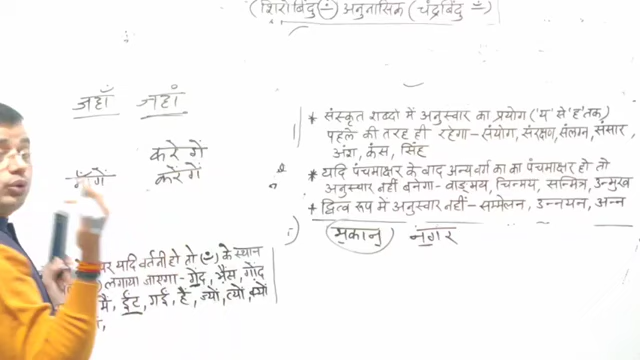 (शिरोबिंदु ÷) अनुनासिक (चंद्रबिंदु ँ)
जहाँ जहां
करेगें
करेंगें
* संस्कृत शब्दों में अनुस्वार का प्रयोग ('य' से 'ह' तक)
पहले की तरह ही रहेगा - संयोग, संरक्षण, संलग्न, संसार,
अंश, कंस, सिंह
* यदि पंचमाक्षर के बाद अन्य वर्ग का का पंचमाक्षर हो तो
अनुस्वार नहीं बनेगा - वाङ्मय, चिन्मय, सन्मित्र, उन्मुख
* द्वित्व रूप में अनुस्वार नहीं - सम्मेलन, उन्नयन, अन्न
मकानु नगर
पर यदि वर्तनी हो तो (ँ) के स्थान
लगाया जाएगा - गेंद, भैंस, गोंद
में, ईंट, गई, हैं, ज्यों, त्यों, क्यों